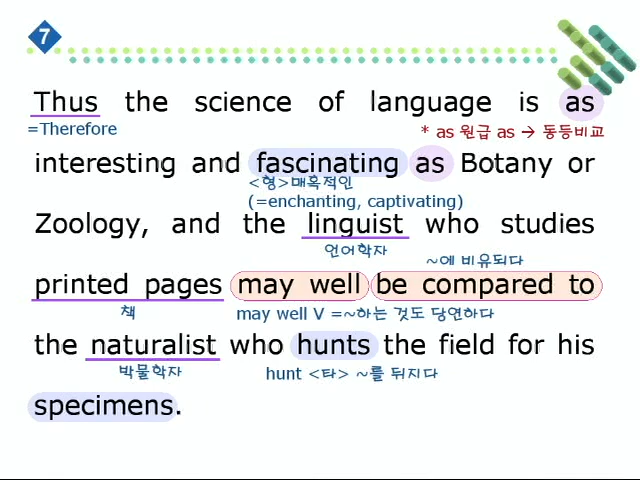 7
Thus the science of language is as
=Therefore
* as 원급 as → 동등비교
interesting and fascinating as Botany or
<형>매혹적인
(=enchanting, captivating)
Zoology, and the linguist who studies
언어학자
~에 비유되다
printed pages may well be compared to
책
may well V =~하는 것도 당연하다
the naturalist who hunts the field for his
박물학자
hunt <타> ~를 뒤지다
specimens.